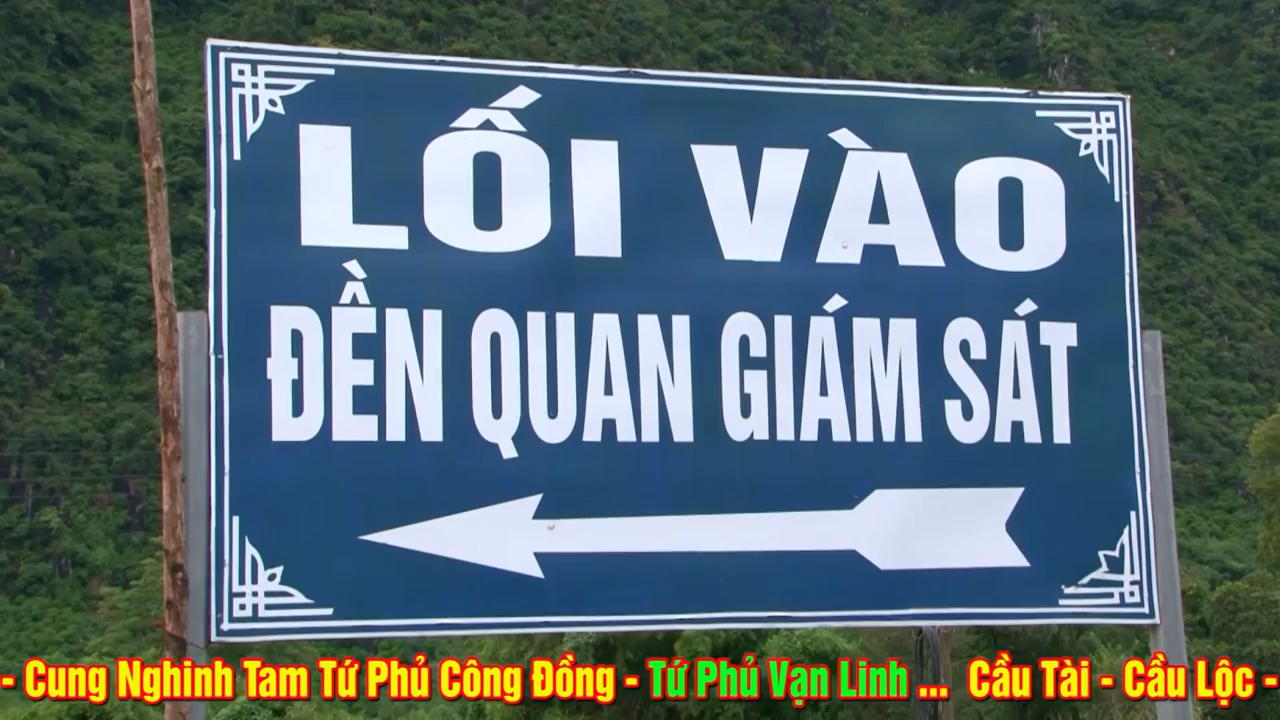 LỐI VÀO
ĐỀN QUAN GIÁM SÁT
- Cung Nghinh Tam Tứ Phủ Công Đồng - Tứ Phủ Vạn Linh ... Cầu Tài - Cầu Lộc -